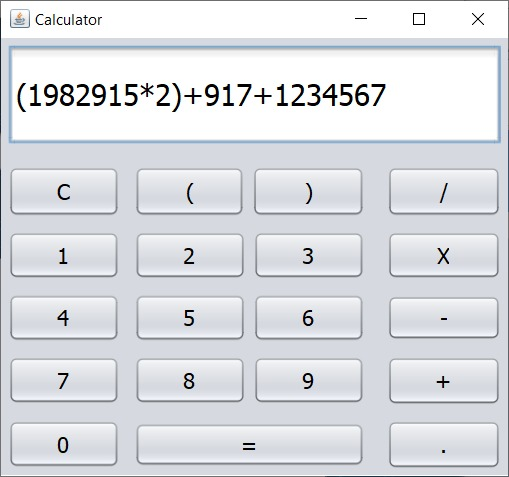 Calculator
(1982915*2)+917+1234567
C ( ) /
1 2 3 X
4 5 6 -
7 8 9 +
0 = .